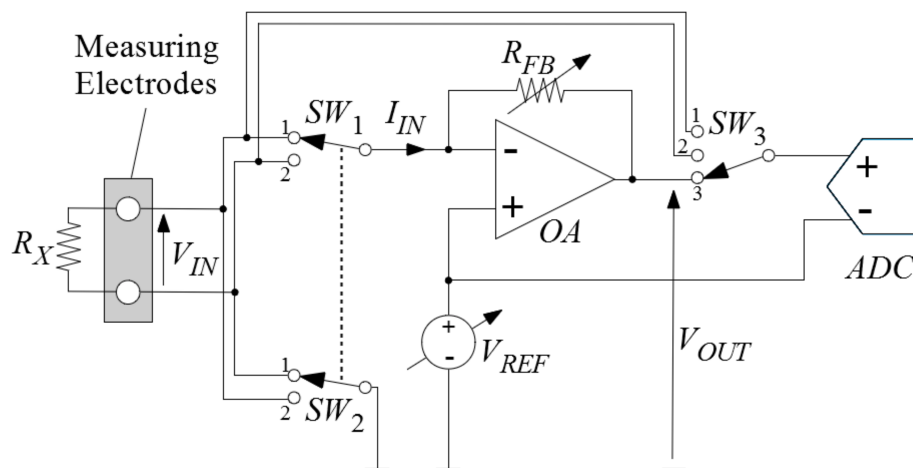 Measuring
Electrodes
R_X
V_IN
1
SW_1
2
I_IN
R_FB
-
+
OA
1
SW_3
2
3
+
-
ADC
1
2
SW_2
+
-
V_REF
V_OUT